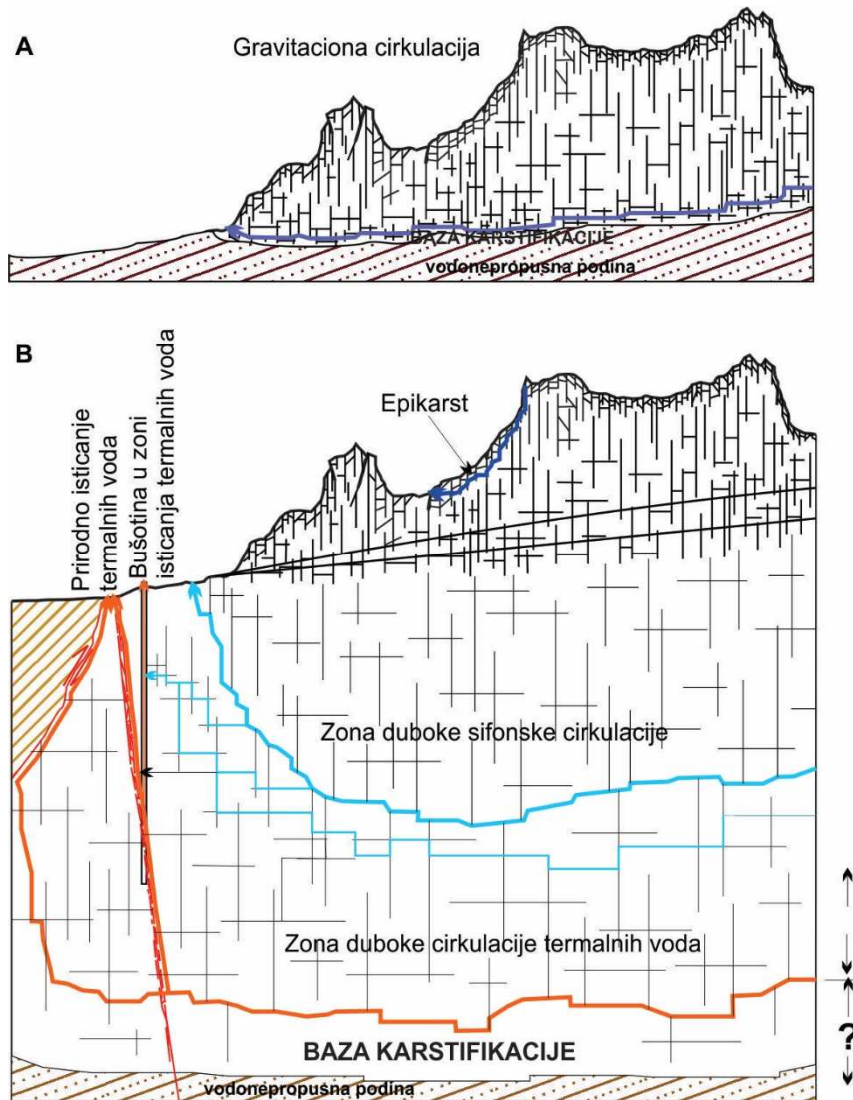 A
Gravitaciona cirkulacija
BAZA KARSTIFIKACIJE
vodonepropusna podina
B
Prirodno isticanje
termalnih voda
Bušotina u zoni
isticanja termalnih voda
Epikarst
Zona duboke sifonske cirkulacije
Zona duboke cirkulacije termalnih voda
BAZA KARSTIFIKACIJE
?
vodonepropusna podina